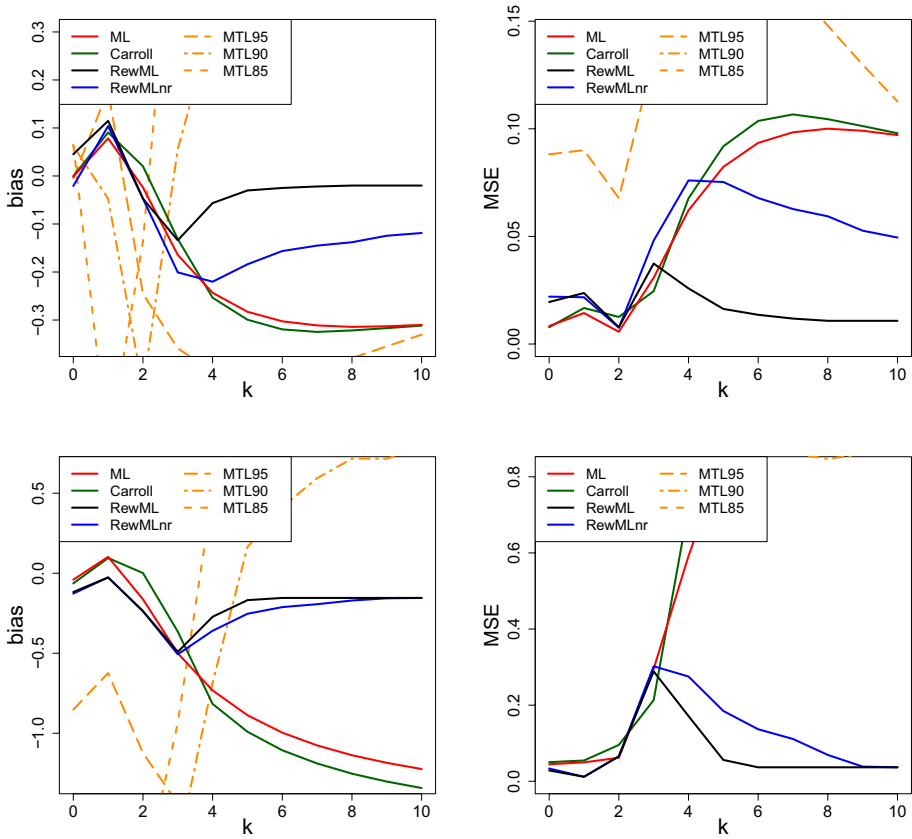 0.3
0.1
0.0
−0.1
−0.2
−0.3
bias
ML
Carroll
RewML
RewMLnr
MTL95
MTL90
MTL85
0 2 4 6 8 10
k
0.15
0.10
0.05
0.00
MSE
ML
Carroll
RewML
RewMLnr
MTL95
MTL90
MTL85
0 2 4 6 8 10
k
0.5
0.0
−0.5
−1.0
bias
ML
Carroll
RewML
RewMLnr
MTL95
MTL90
MTL85
0 2 4 6 8 10
k
0.8
0.6
0.4
0.2
0.0
MSE
ML
Carroll
RewML
RewMLnr
MTL95
MTL90
MTL85
0 2 4 6 8 10
k